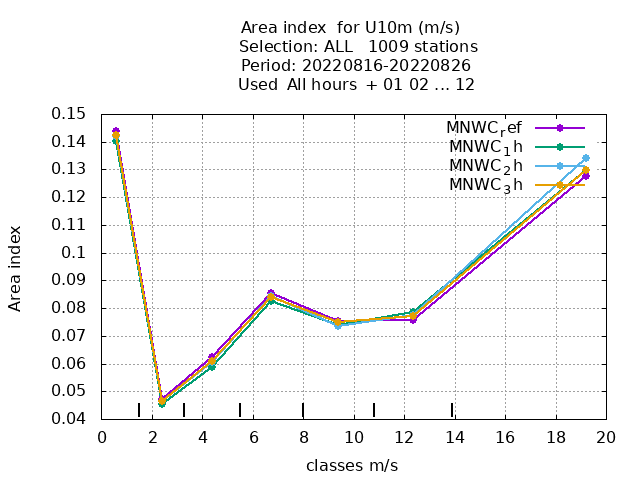 Area index  for U10m (m/s)
Selection: ALL   1009 stations
Period: 20220816-20220826
Used  All hours  + 01 02 ... 12
0.15
0.14
0.13
0.12
0.11
0.1
0.09
0.08
0.07
0.06
0.05
0.04
Area index
MNWC_ref
MNWC_1h
MNWC_2h
MNWC_3h
0 2 4 6 8 10 12 14 16 18 20
classes m/s